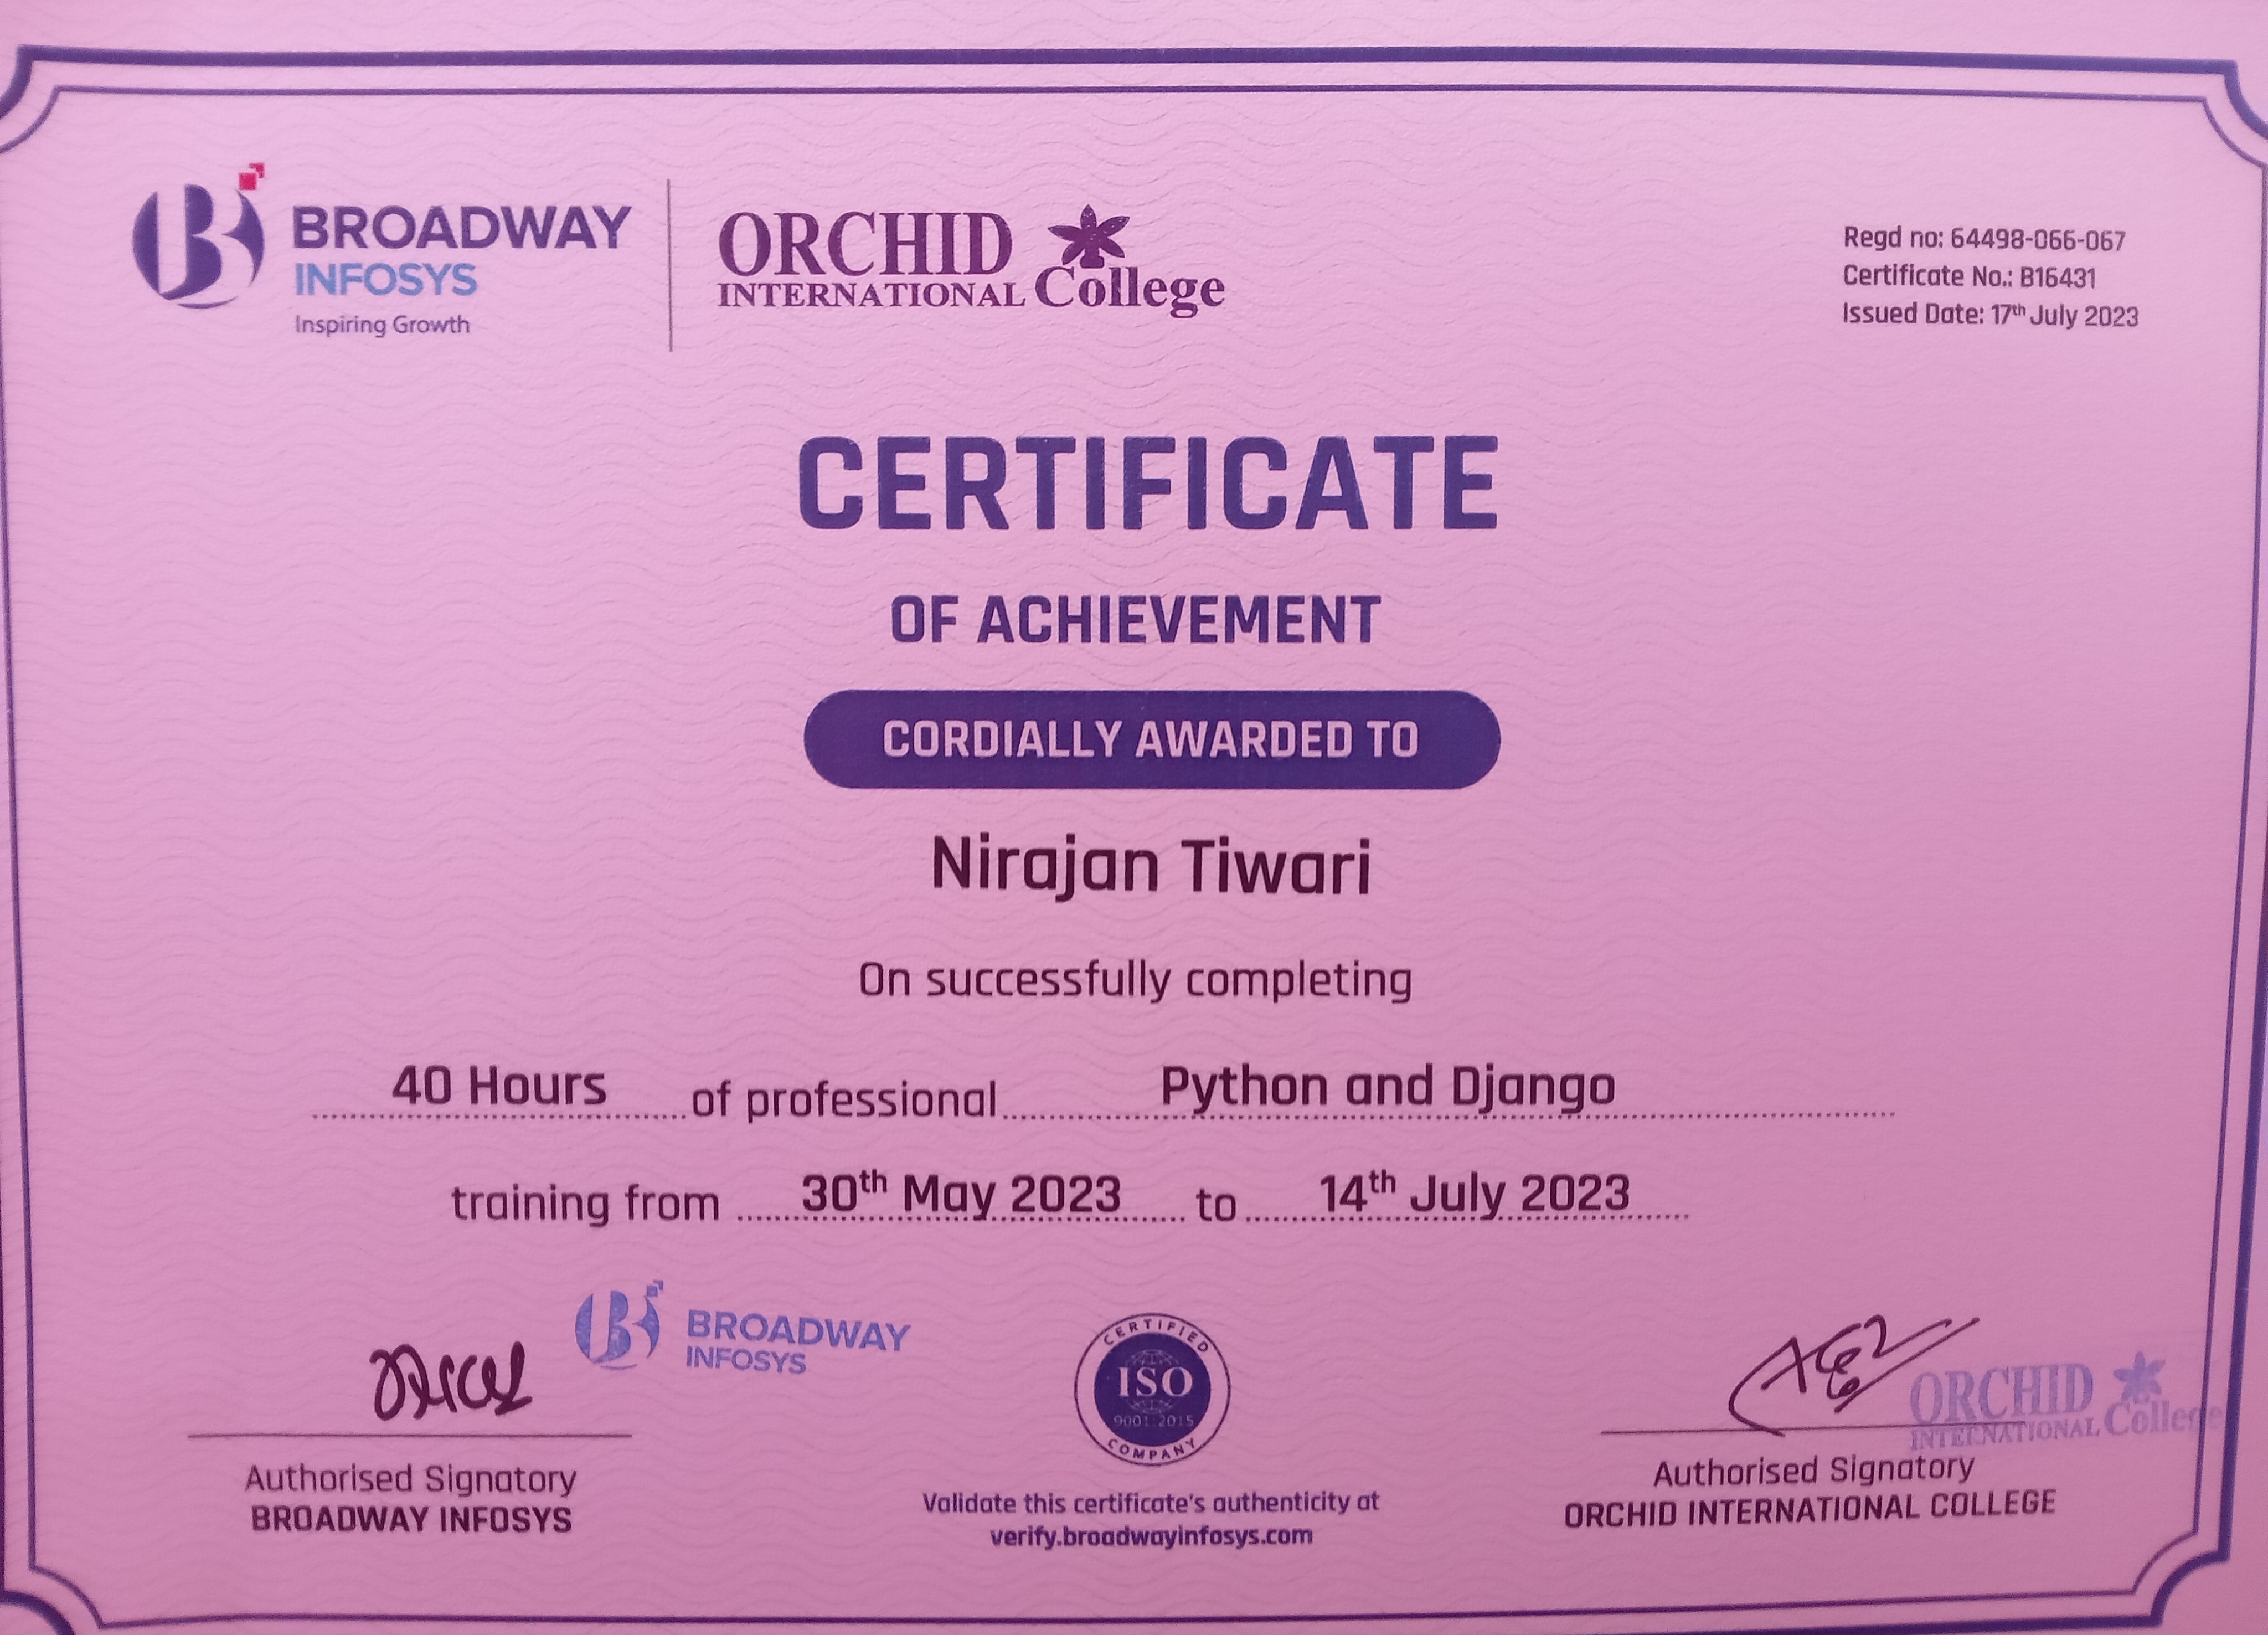 BROADWAY
INFOSYS
Inspiring Growth
ORCHID
INTERNATIONAL College
Regd no: 64498-066-067
Certificate No.: B16431
Issued Date: 17th July 2023
CERTIFICATE
OF ACHIEVEMENT
CORDIALLY AWARDED TO
Nirajan Tiwari
On successfully completing
40 Hours of professional Python and Django
training from 30th May 2023 to 14th July 2023
BROADWAY
INFOSYS
Authorised Signatory
BROADWAY INFOSYS
CERTIFIED
ISO
9001:2015
COMPANY
Validate this certificate's authenticity at
verify.broadwayinfosys.com
ORCHID
INTERNATIONAL College
Authorised Signatory
ORCHID INTERNATIONAL COLLEGE